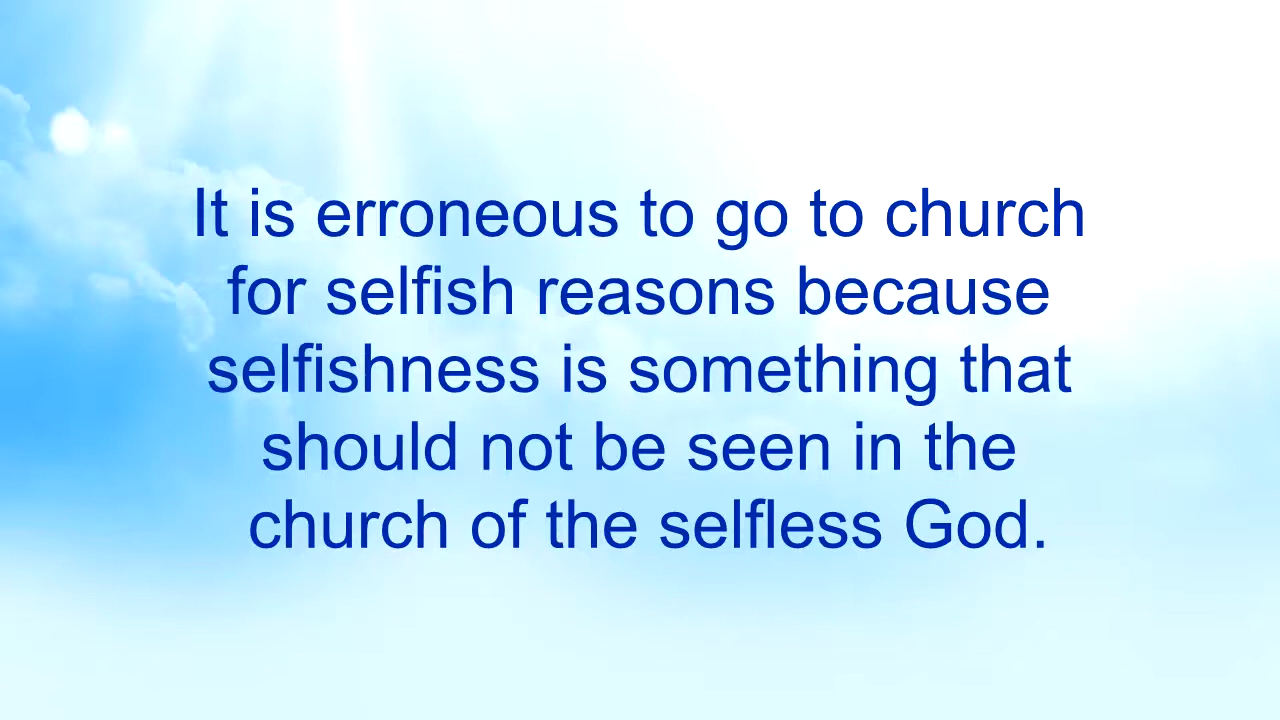 It is erroneous to go to church
for selfish reasons because
selfishness is something that
should not be seen in the
church of the selfless God.